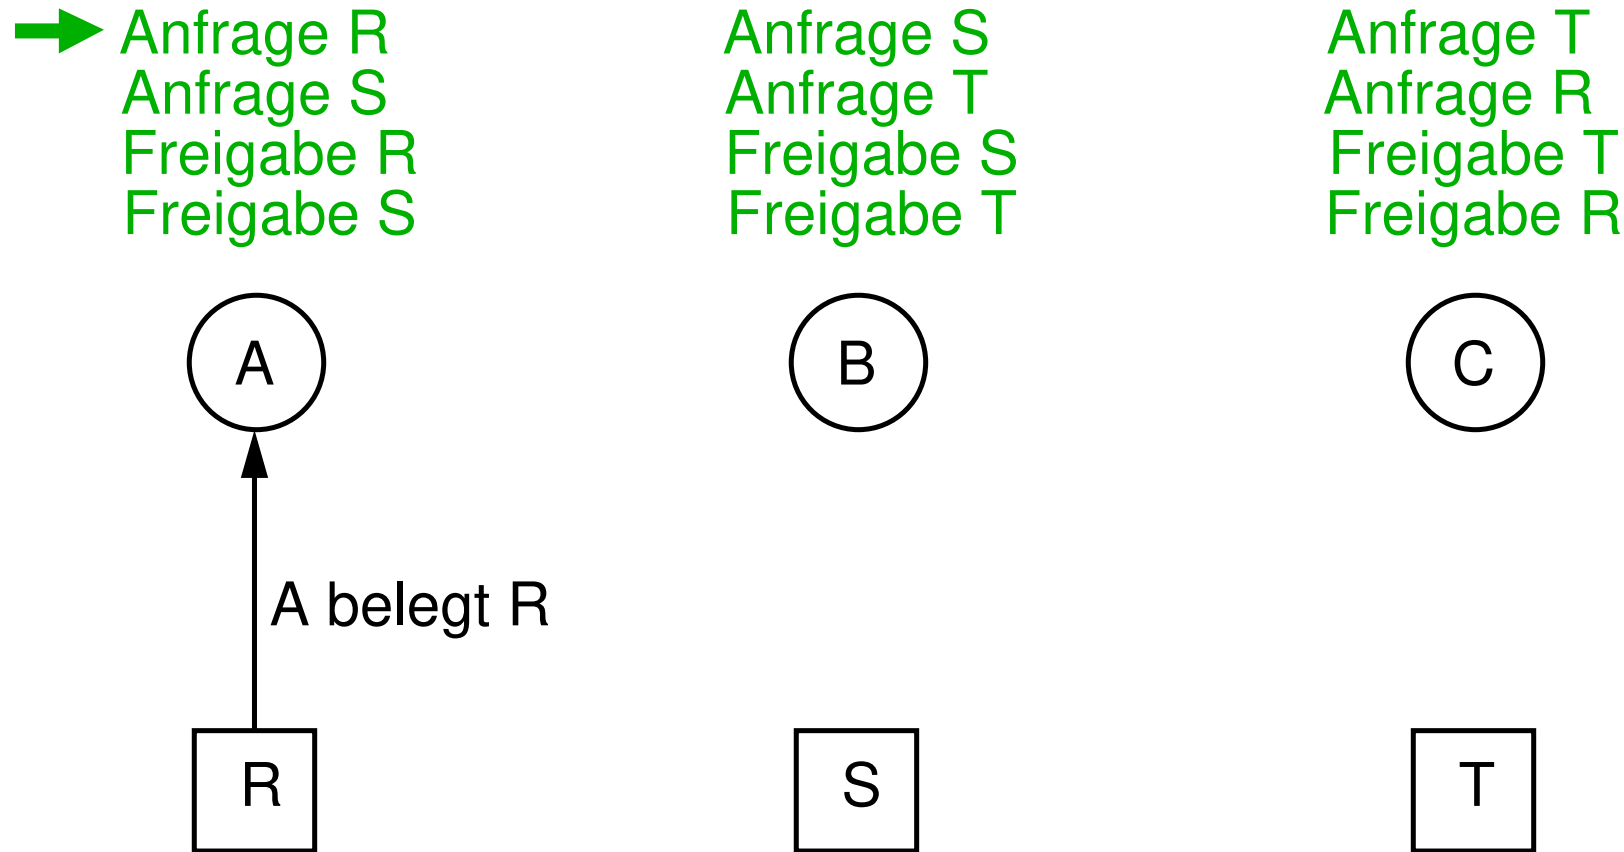 Anfrage R
Anfrage S
Freigabe R
Freigabe S
Anfrage S
Anfrage T
Freigabe S
Freigabe T
Anfrage T
Anfrage R
Freigabe T
Freigabe R
A
B
C
A belegt R
R
S
T